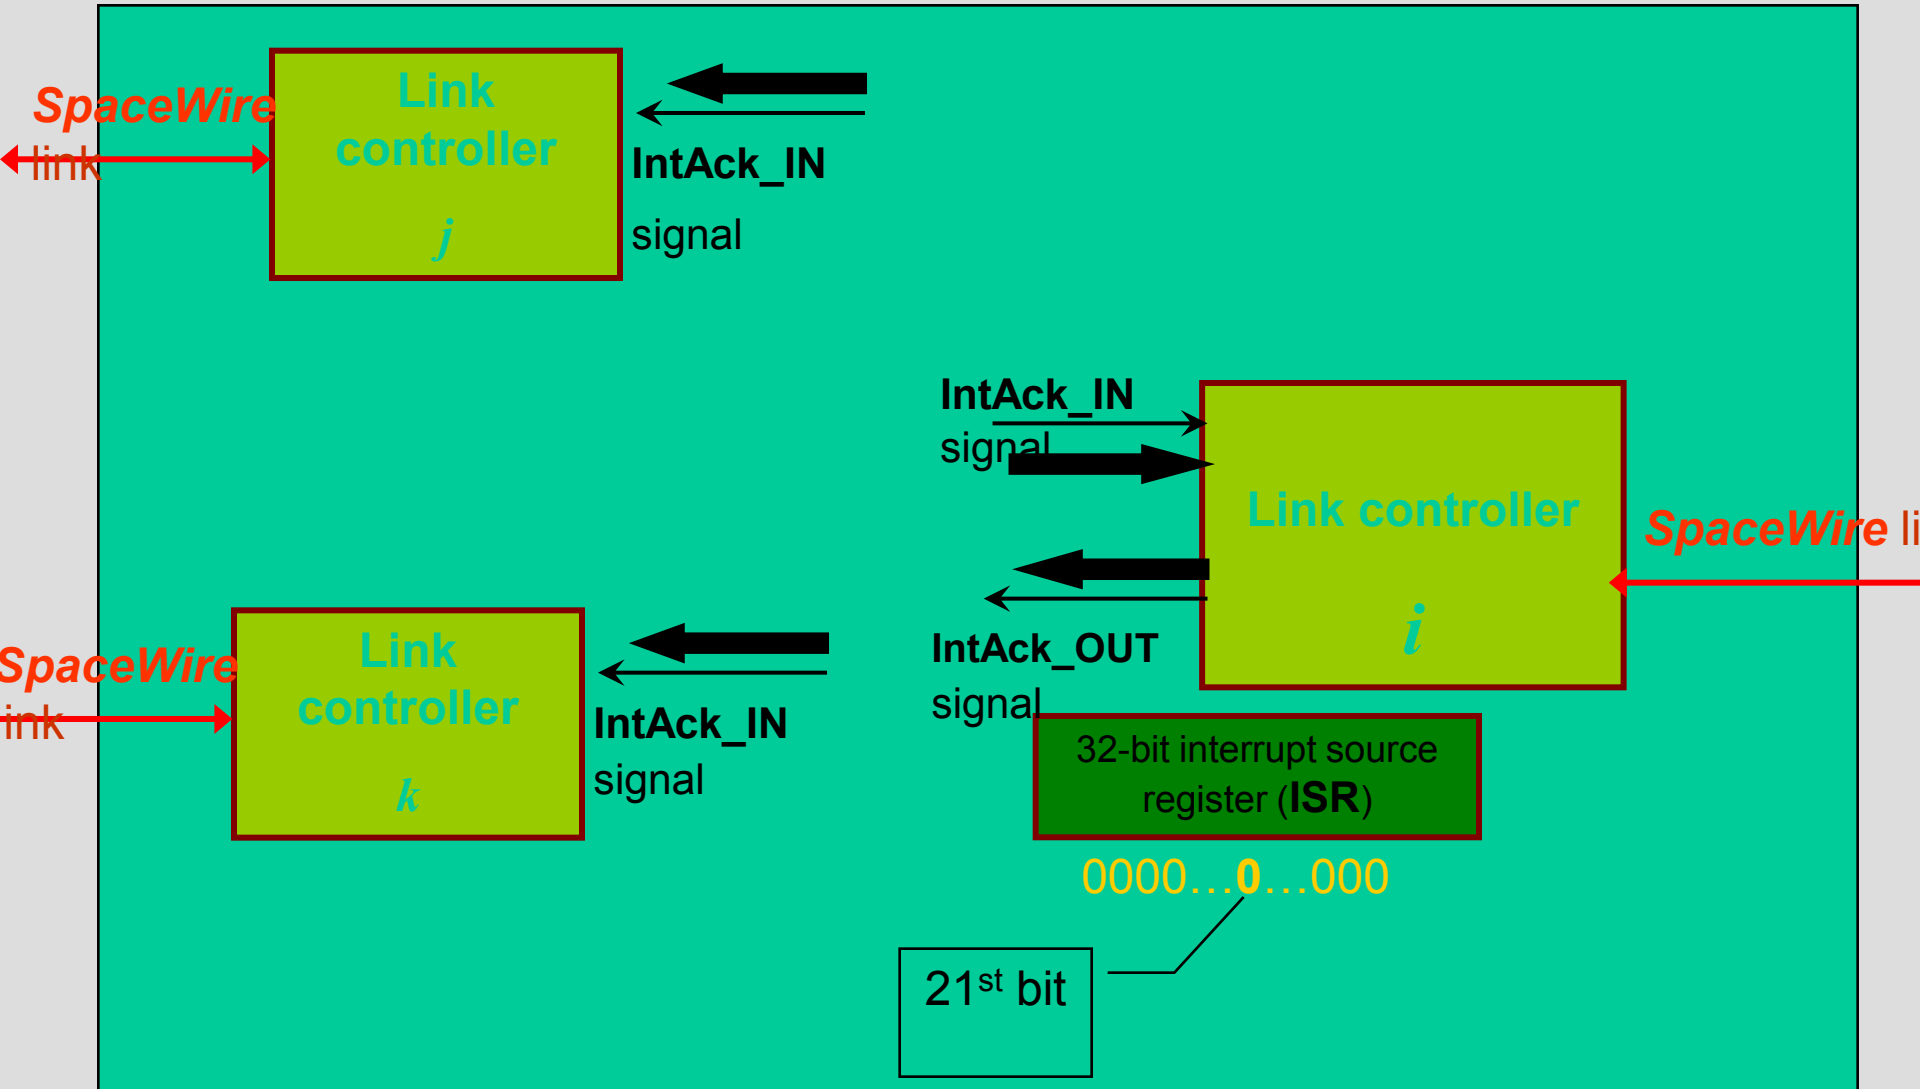 SpaceWire
link
Link
controller
j
IntAck_IN
signal
IntAck_IN
signal
Link controller
i
SpaceWire li
SpaceWire
ink
Link
controller
k
IntAck_IN
signal
IntAck_OUT
signal
32-bit interrupt source
register (ISR)
0000…0…000
21st bit